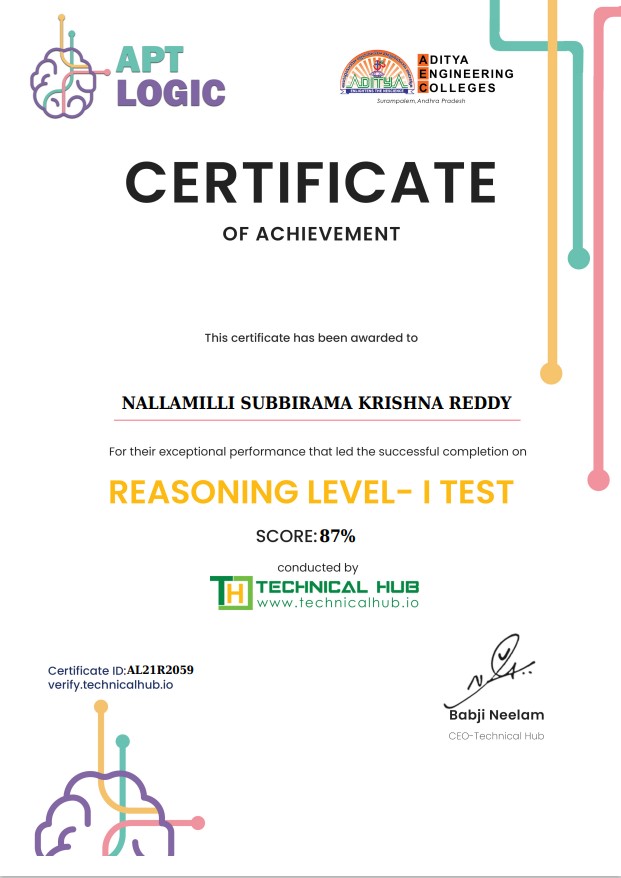 APT
LOGIC
ADITYA
ADITYA
ENGINEERING
COLLEGES
Surampalem, Andhra Pradesh
CERTIFICATE
OF ACHIEVEMENT
This certificate has been awarded to
NALLAMILLI SUBBIRAMA KRISHNA REDDY
For their exceptional performance that led the successful completion on
REASONING LEVEL- I TEST
SCORE:87%
conducted by
TH TECHNICAL HUB
www.technicalhub.io
Certificate ID:AL21R2059
verify.technicalhub.io
Babji Neelam
CEO-Technical Hub